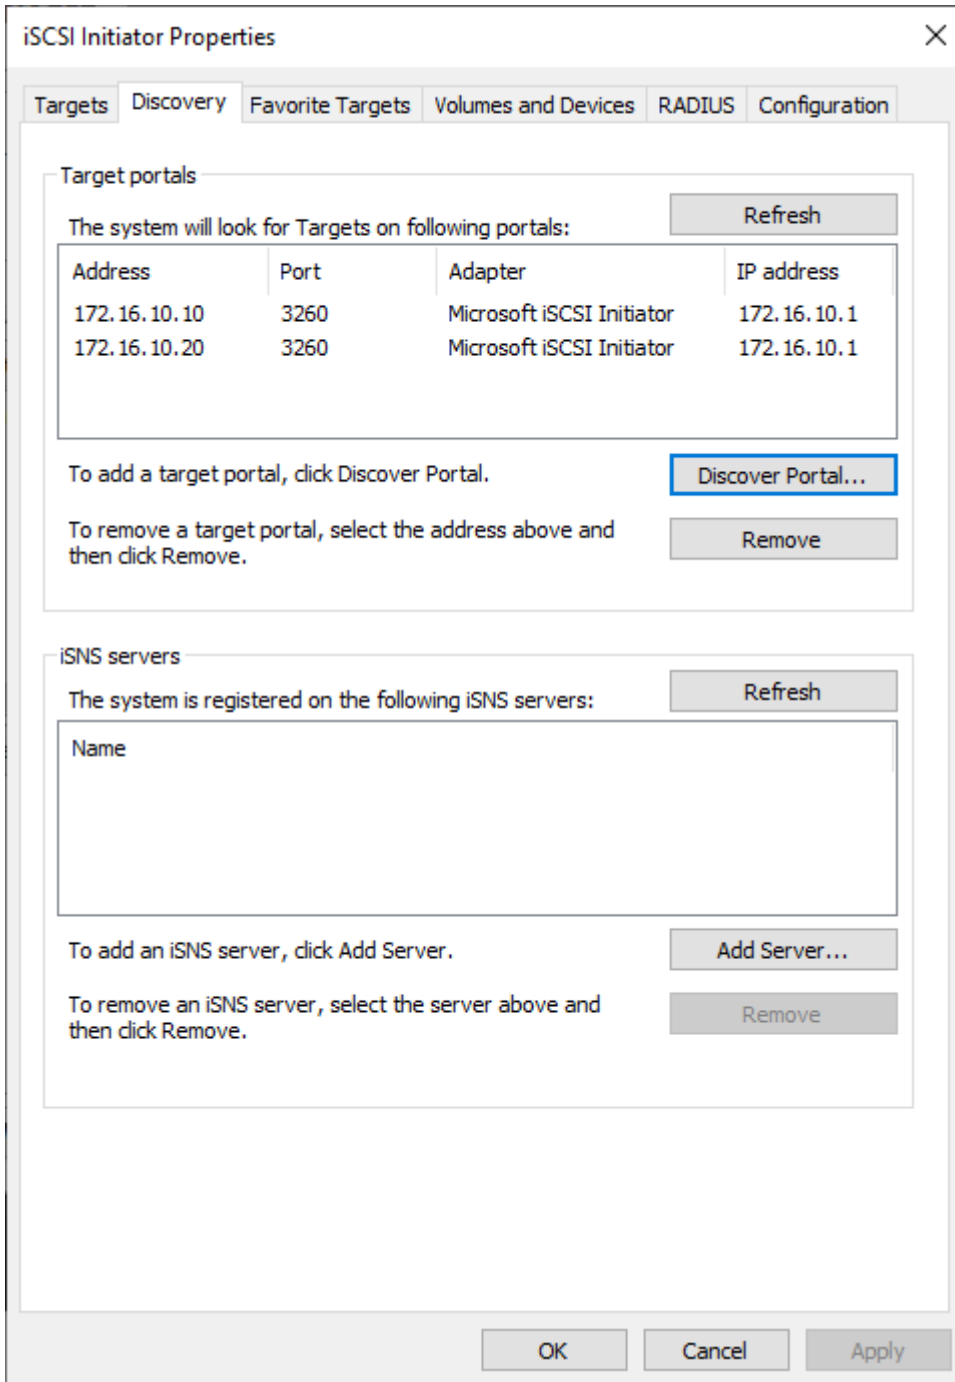 iSCSI Initiator Properties
Targets Discovery Favorite Targets Volumes and Devices RADIUS Configuration
Target portals
The system will look for Targets on following portals:
Refresh
Address Port Adapter IP address
172.16.10.10 3260 Microsoft iSCSI Initiator 172.16.10.1
172.16.10.20 3260 Microsoft iSCSI Initiator 172.16.10.1
To add a target portal, click Discover Portal.
Discover Portal...
To remove a target portal, select the address above and
then click Remove.
Remove
iSNS servers
The system is registered on the following iSNS servers:
Refresh
Name
To add an iSNS server, click Add Server.
Add Server...
To remove an iSNS server, select the server above and
then click Remove.
Remove
OK Cancel Apply